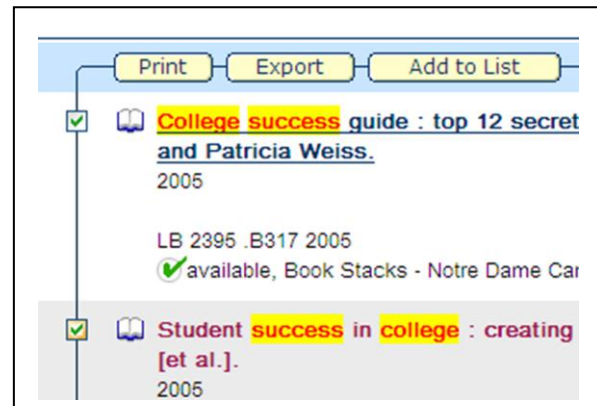 Print Export Add to List
College success guide : top 12 secret
and Patricia Weiss.
2005
LB 2395 .B317 2005
available, Book Stacks - Notre Dame Car
Student success in college : creating
[et al.].
2005